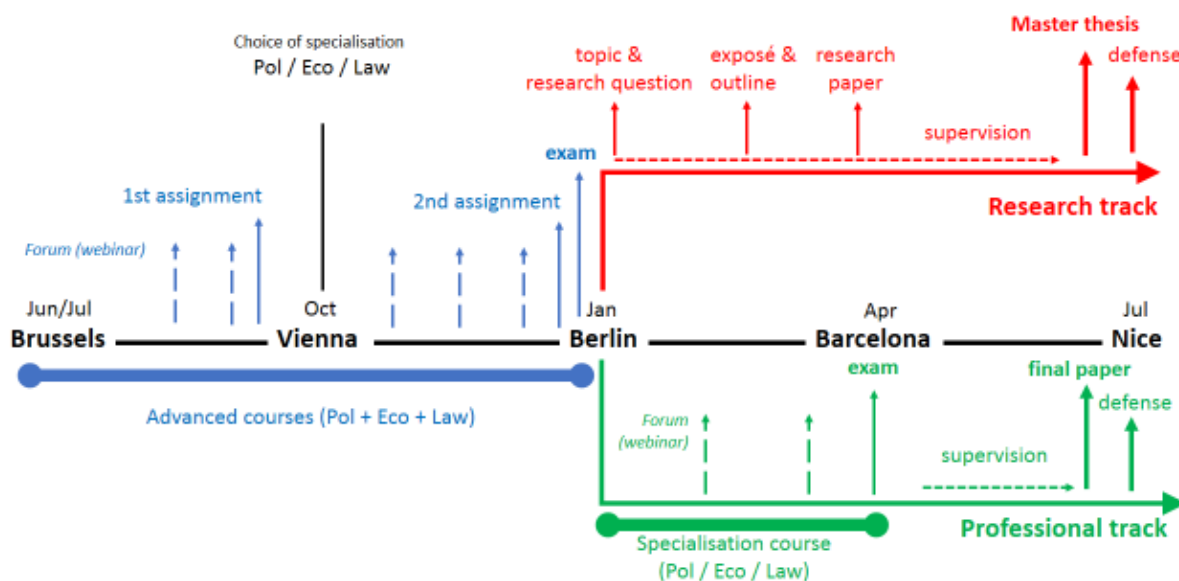 Choice of specialisation
Pol / Eco / Law
Master thesis
defense
topic &
research question
exposé &
outline
research
paper
supervision
exam
1st assignment
2nd assignment
Forum (webinar)
Research track
Jun/Jul
Brussels
Oct
Vienna
Jan
Berlin
Apr
Barcelona
Jul
Nice
Advanced courses (Pol + Eco + Law)
exam
final paper
defense
Forum
(webinar)
supervision
Professional track
Specialisation course
(Pol / Eco / Law)